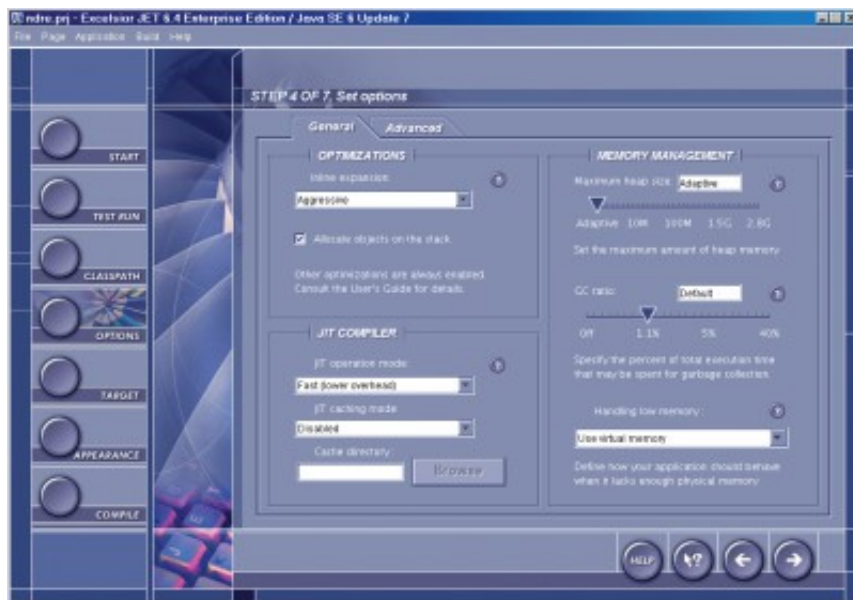 ndre.prj - Excelsior JET 6.4 Enterprise Edition / Java SE 6 Update 7
File Page Application Build Help
STEP 4 OF 7. Set options
General Advanced
START
TEST RUN
CLASSPATH
OPTIONS
TARGET
APPEARANCE
COMPILE
OPTIMIZATIONS
Inline expansion:
Aggressive
Allocate objects on the stack
Other optimizations are always enabled.
Consult the User's Guide for details.
JIT COMPILER
JIT operation mode:
Fast (lower overhead)
JIT caching mode
Disabled
Cache directory:
Browse
MEMORY MANAGEMENT
Maximum heap size: Adaptive
Adaptive 10M 100M 1.5G 2.8G
Set the maximum amount of heap memory
GC ratio: Default
Off 1.1% 5% 40%
Specify the percent of total execution time
that may be spent for garbage collection.
Handling low memory:
Use virtual memory
Define how your application should behave
when it lacks enough physical memory
HELP
?